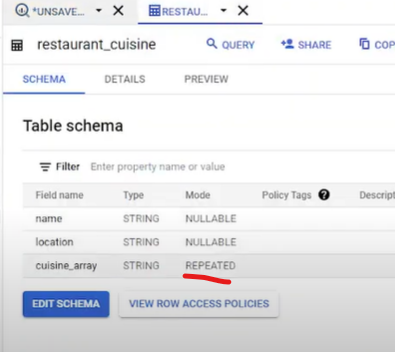 *UNSAVE...
RESTAU...
restaurant_cuisine
QUERY
SHARE
COP
SCHEMA
DETAILS
PREVIEW
Table schema
Filter Enter property name or value
Field name Type Mode Policy Tags ? Descript
name STRING NULLABLE
location STRING NULLABLE
cuisine_array STRING REPEATED
EDIT SCHEMA
VIEW ROW ACCESS POLICIES